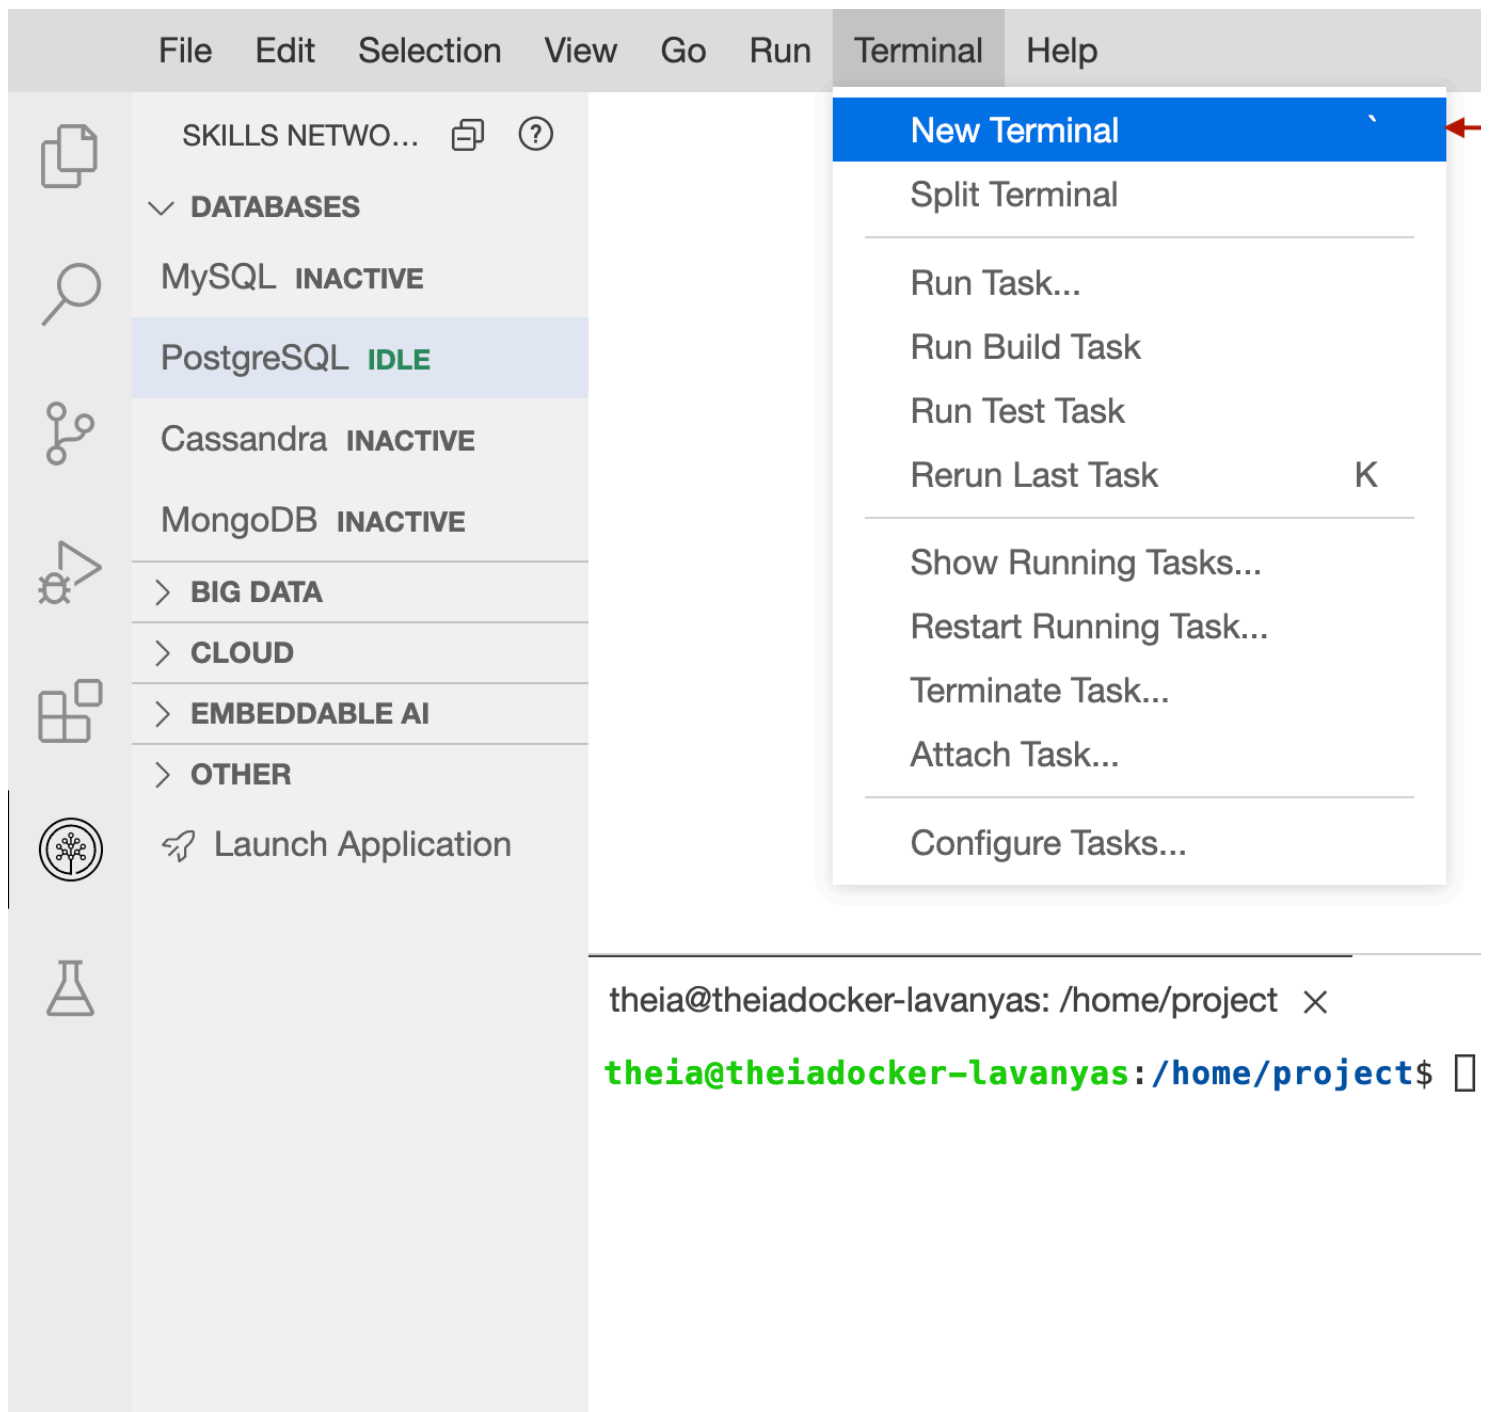 File Edit Selection View Go Run Terminal Help
SKILLS NETWO...
DATABASES
MySQL INACTIVE
PostgreSQL IDLE
Cassandra INACTIVE
MongoDB INACTIVE
BIG DATA
CLOUD
EMBEDDABLE AI
OTHER
Launch Application
New Terminal `
Split Terminal
Run Task...
Run Build Task
Run Test Task
Rerun Last Task K
Show Running Tasks...
Restart Running Task...
Terminate Task...
Attach Task...
Configure Tasks...
theia@theiadocker-lavanyas: /home/project
theia@theiadocker-lavanyas:/home/project$